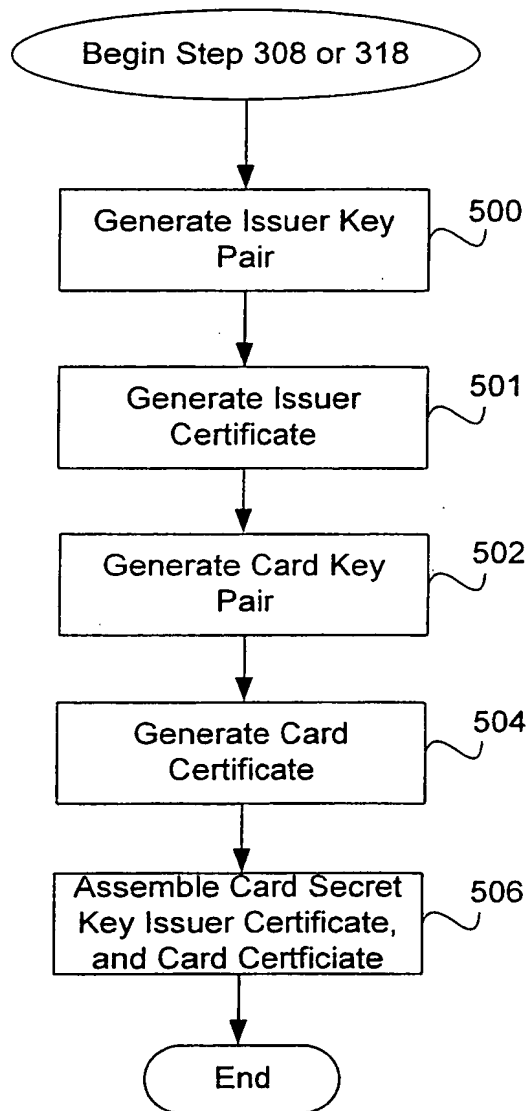 Begin Step 308 or 318
Generate Issuer Key
Pair
500
Generate Issuer
Certificate
501
Generate Card Key
Pair
502
Generate Card
Certificate
504
Assemble Card Secret
Key Issuer Certificate,
and Card Certficiate
506
End